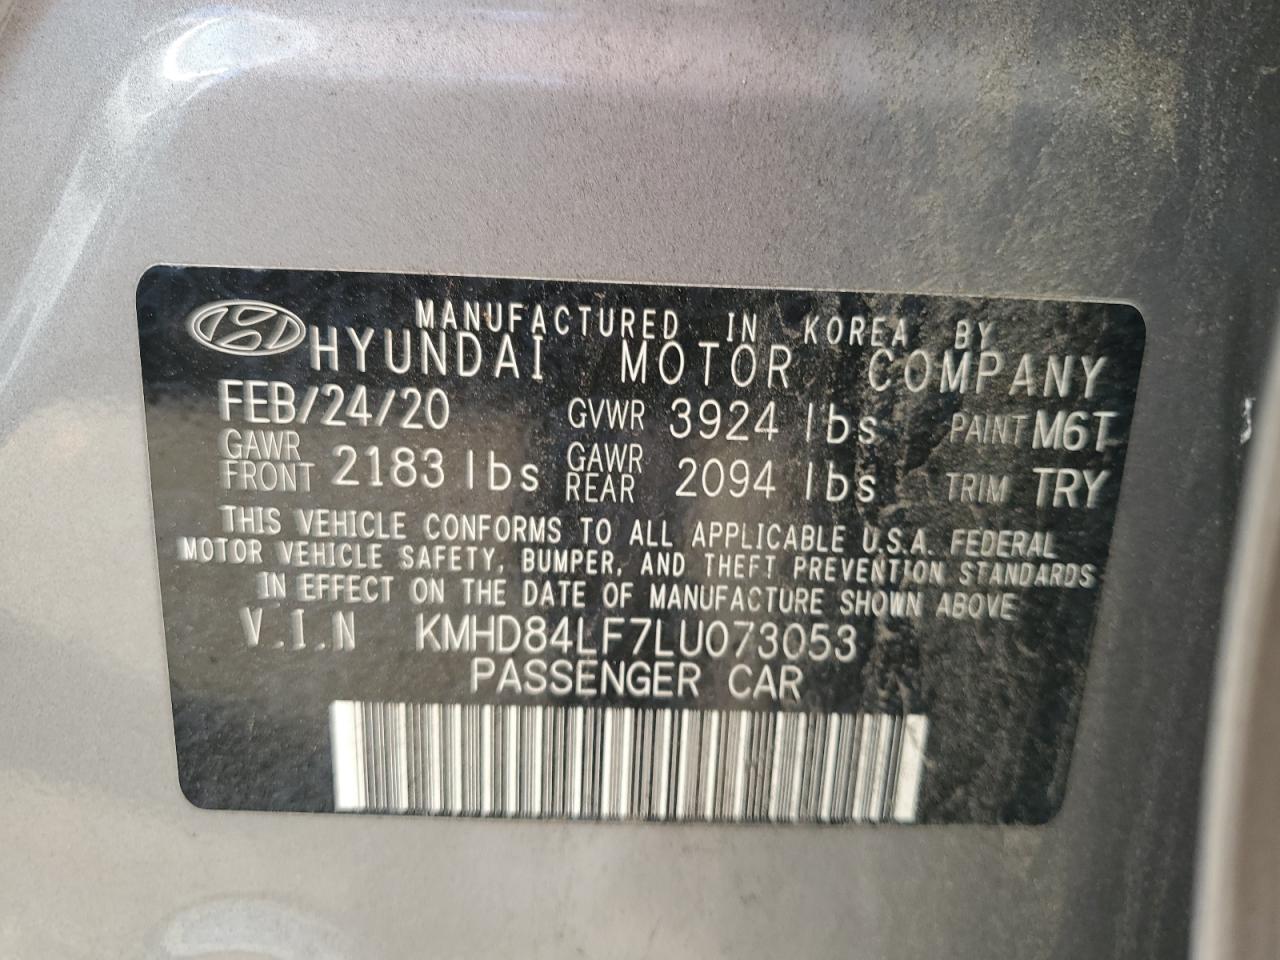 MANUFACTURED IN KOREA BY
HYUNDAI MOTOR COMPANY
FEB/24/20 GVWR 3924 lbs PAINT M6T
GAWR FRONT 2183 lbs GAWR REAR 2094 lbs TRIM TRY
THIS VEHICLE CONFORMS TO ALL APPLICABLE U.S.A. FEDERAL
MOTOR VEHICLE SAFETY, BUMPER, AND THEFT PREVENTION STANDARDS
IN EFFECT ON THE DATE OF MANUFACTURE SHOWN ABOVE
V.I.N KMHD84LF7LU073053
PASSENGER CAR